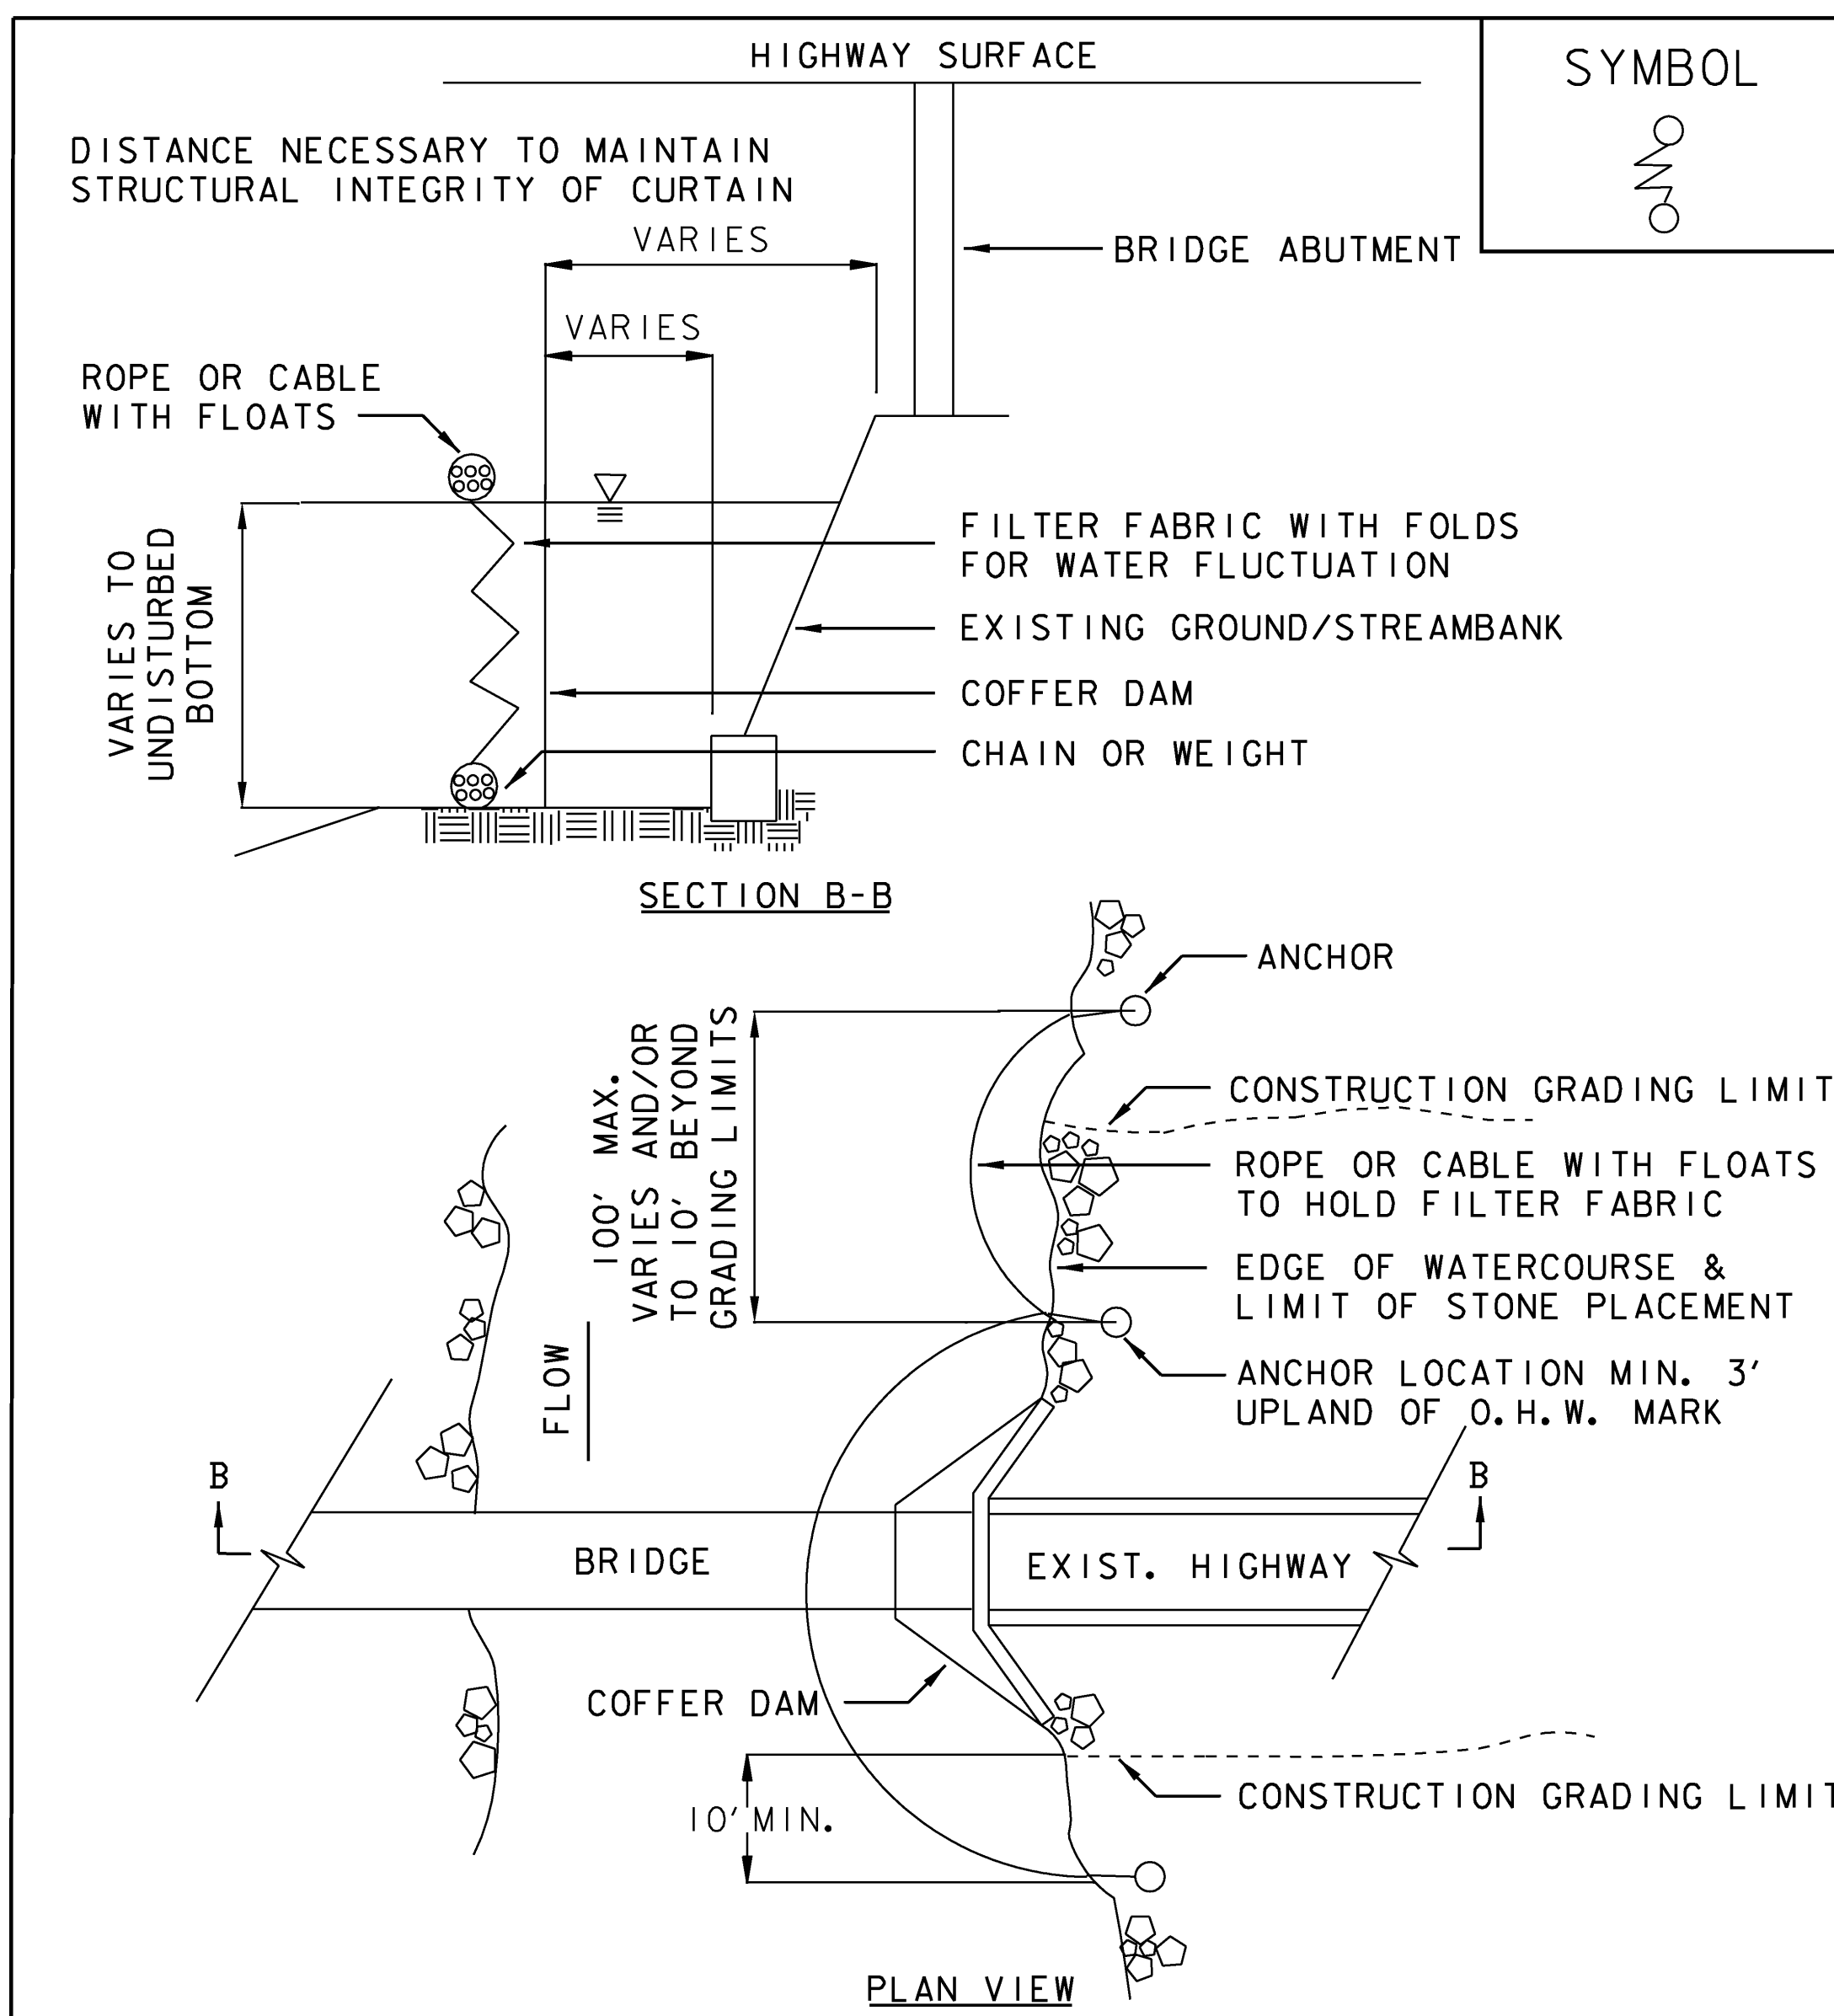 HIGHWAY SURFACE
SYMBOL
DISTANCE NECESSARY TO MAINTAIN
STRUCTURAL INTEGRITY OF CURTAIN
VARIES
BRIDGE ABUTMENT
VARIES
ROPE OR CABLE
WITH FLOATS
FILTER FABRIC WITH FOLDS
FOR WATER FLUCTUATION
VARIES TO
UNDISTURBED
BOTTOM
EXISTING GROUND/STREAMBANK
COFFER DAM
CHAIN OR WEIGHT
SECTION B-B
ANCHOR
100' MAX.
VARIES AND/OR
TO 10' BEYOND
GRADING LIMITS
CONSTRUCTION GRADING LIMIT
ROPE OR CABLE WITH FLOATS
TO HOLD FILTER FABRIC
EDGE OF WATERCOURSE &
LIMIT OF STONE PLACEMENT
FLOW
ANCHOR LOCATION MIN. 3'
UPLAND OF O.H.W. MARK
B
B
BRIDGE
EXIST. HIGHWAY
COFFER DAM
CONSTRUCTION GRADING LIMIT
10' MIN.
PLAN VIEW